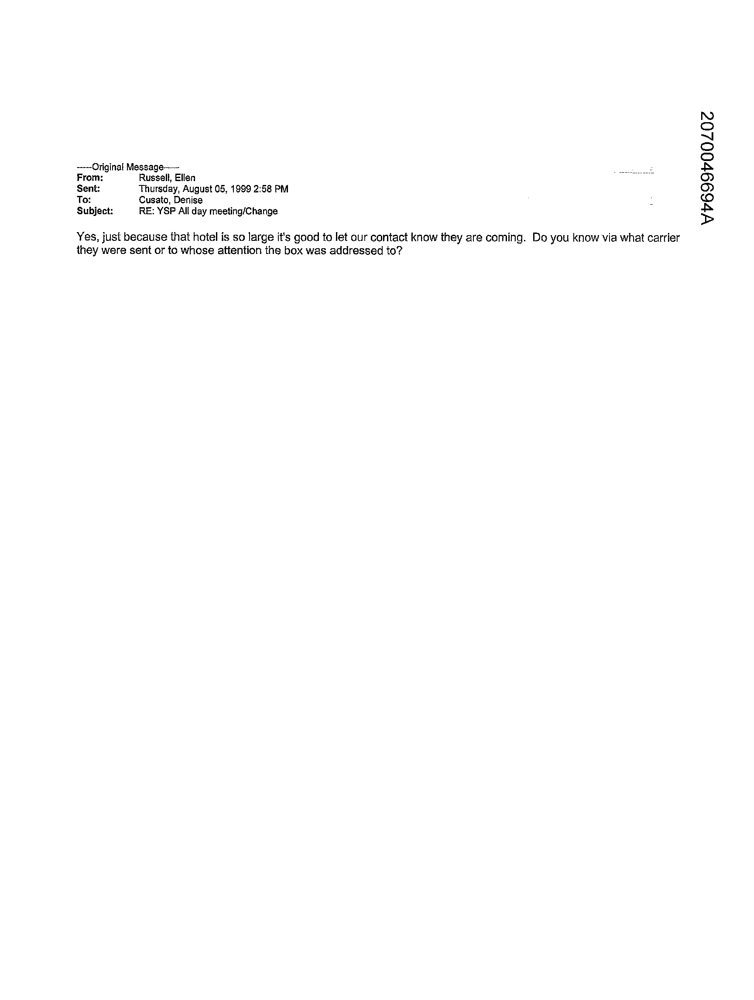 -----Original Message-----
From: Russell, Ellen
Sent: Thursday, August 05, 1999 2:58 PM
To: Cusato, Denise
Subject: RE: YSP All day meeting/Change
Yes, just because that hotel is so large it's good to let our contact know they are coming. Do you know via what carrier
they were sent or to whose attention the box was addressed to?
2070046694A